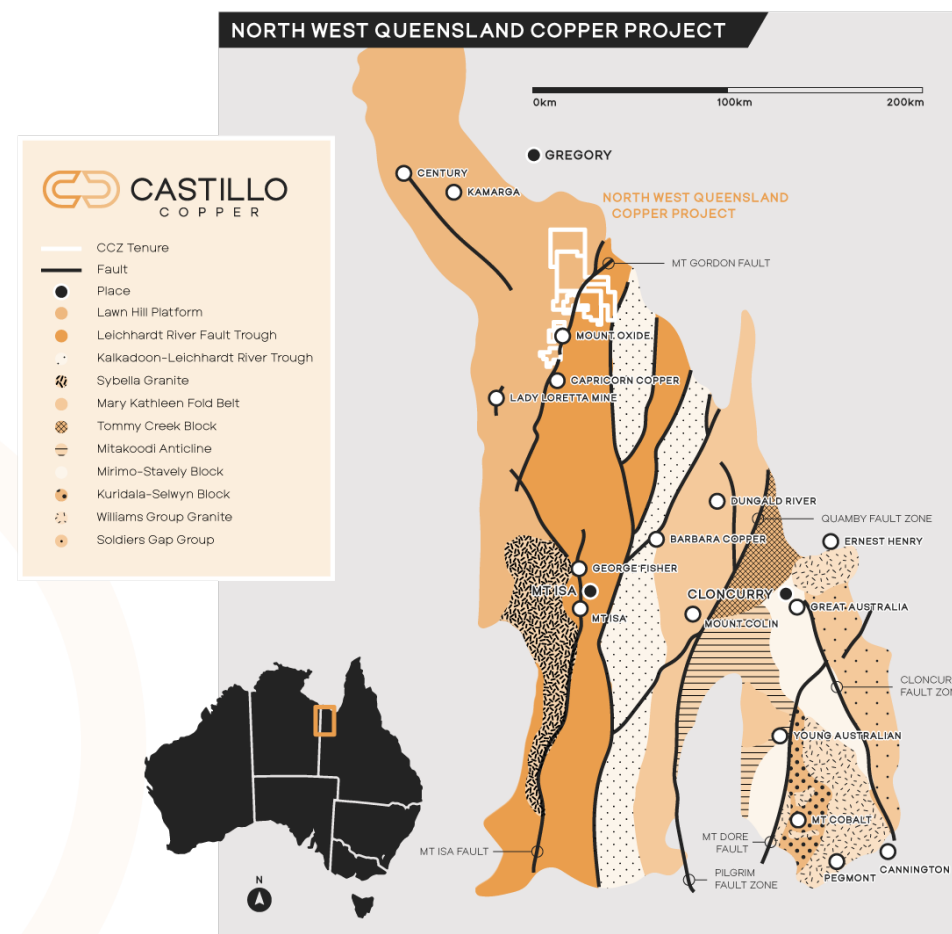 NORTH WEST QUEENSLAND COPPER PROJECT
0km 100km 200km
GREGORY
CENTURY
KAMARGA
NORTH WEST QUEENSLAND
COPPER PROJECT
MT GORDON FAULT
MOUNT OXIDE
CAPRICORN COPPER
LADY LORETTA MINE
DUNGALD RIVER
QUAMBY FAULT ZONE
BARBARA COPPER
ERNEST HENRY
GEORGE FISHER
MT ISA
CLONCURRY
GREAT AUSTRALIA
MT ISA
MOUNT COLIN
CLONCUR
FAULT ZON
YOUNG AUSTRALIAN
MT COBALT
MT DORE
FAULT
MT ISA FAULT
CANNINGTON
PEGMONT
PILGRIM
FAULT ZONE
CASTILLO
COPPER
CCZ Tenure
Fault
Place
Lawn Hill Platform
Leichhardt River Fault Trough
Kalkadoon-Leichhardt River Trough
Sybella Granite
Mary Kathleen Fold Belt
Tommy Creek Block
Mitakoodi Anticline
Mirimo-Stavely Block
Kuridala-Selwyn Block
Williams Group Granite
Soldiers Gap Group
N